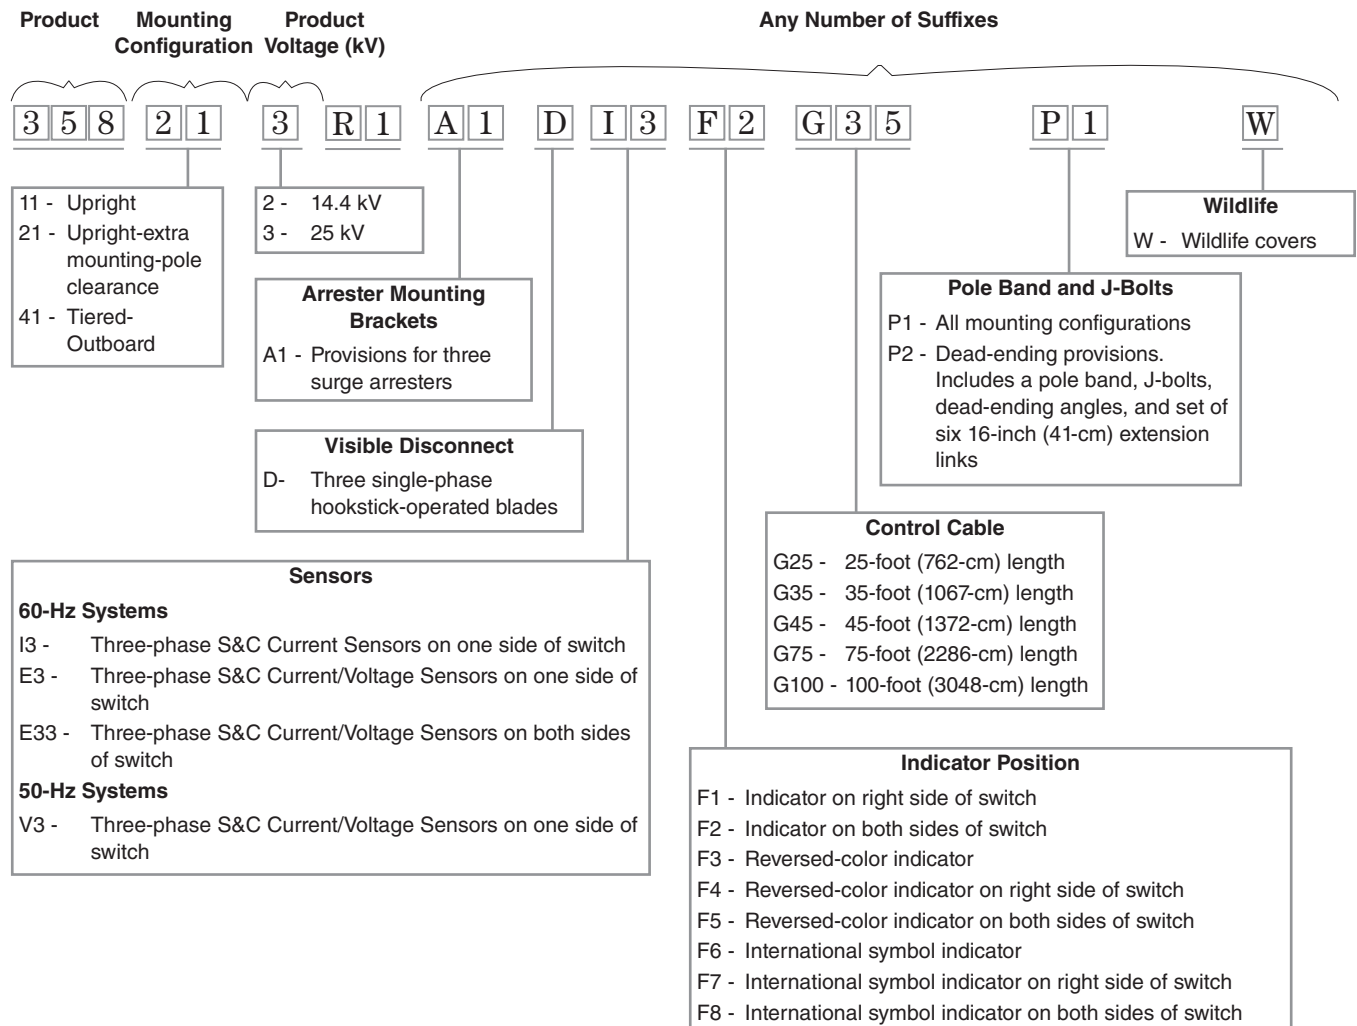 Product
Mounting
Configuration
Product
Voltage (kV)
Any Number of Suffixes
3 5 8 2 1 3 R 1 A 1 D I 3 F 2 G 3 5 P 1 W
11 - Upright
21 - Upright-extra
mounting-pole
clearance
41 - Tiered-
Outboard
2 - 14.4 kV
3 - 25 kV
Wildlife
W - Wildlife covers
Arrester Mounting
Brackets
A1 - Provisions for three
surge arresters
Pole Band and J-Bolts
P1 - All mounting configurations
P2 - Dead-ending provisions.
Includes a pole band, J-bolts,
dead-ending angles, and set of
six 16-inch (41-cm) extension
links
Visible Disconnect
D- Three single-phase
hookstick-operated blades
Control Cable
G25 - 25-foot (762-cm) length
G35 - 35-foot (1067-cm) length
G45 - 45-foot (1372-cm) length
G75 - 75-foot (2286-cm) length
G100 - 100-foot (3048-cm) length
Sensors
60-Hz Systems
I3 - Three-phase S&C Current Sensors on one side of switch
E3 - Three-phase S&C Current/Voltage Sensors on one side of
switch
E33 - Three-phase S&C Current/Voltage Sensors on both sides
of switch
50-Hz Systems
V3 - Three-phase S&C Current/Voltage Sensors on one side of
switch
Indicator Position
F1 - Indicator on right side of switch
F2 - Indicator on both sides of switch
F3 - Reversed-color indicator
F4 - Reversed-color indicator on right side of switch
F5 - Reversed-color indicator on both sides of switch
F6 - International symbol indicator
F7 - International symbol indicator on right side of switch
F8 - International symbol indicator on both sides of switch